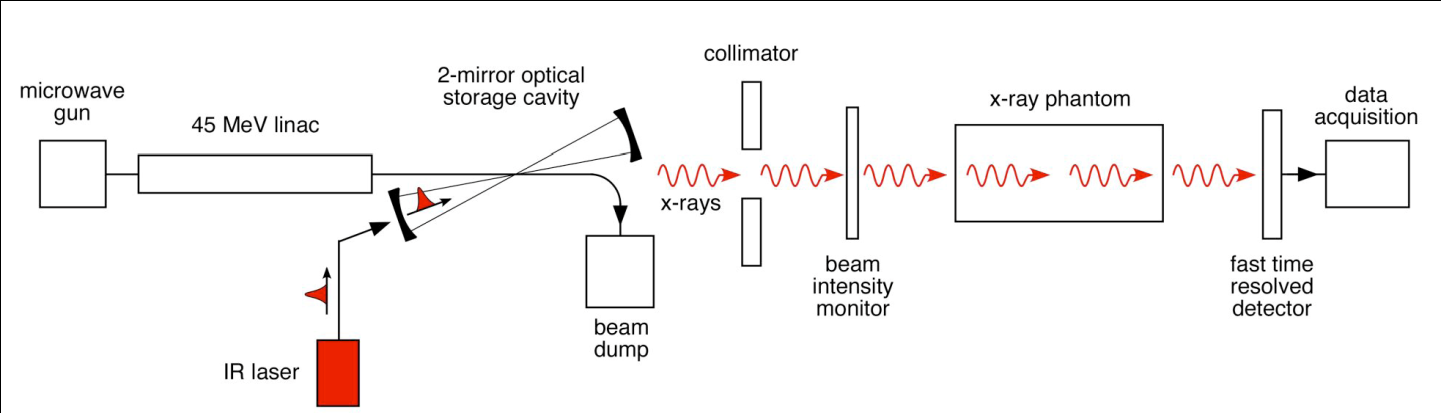 microwave
gun
45 MeV linac
2-mirror optical
storage cavity
IR laser
beam
dump
x-rays
collimator
beam
intensity
monitor
x-ray phantom
fast time
resolved
detector
data
acquisition